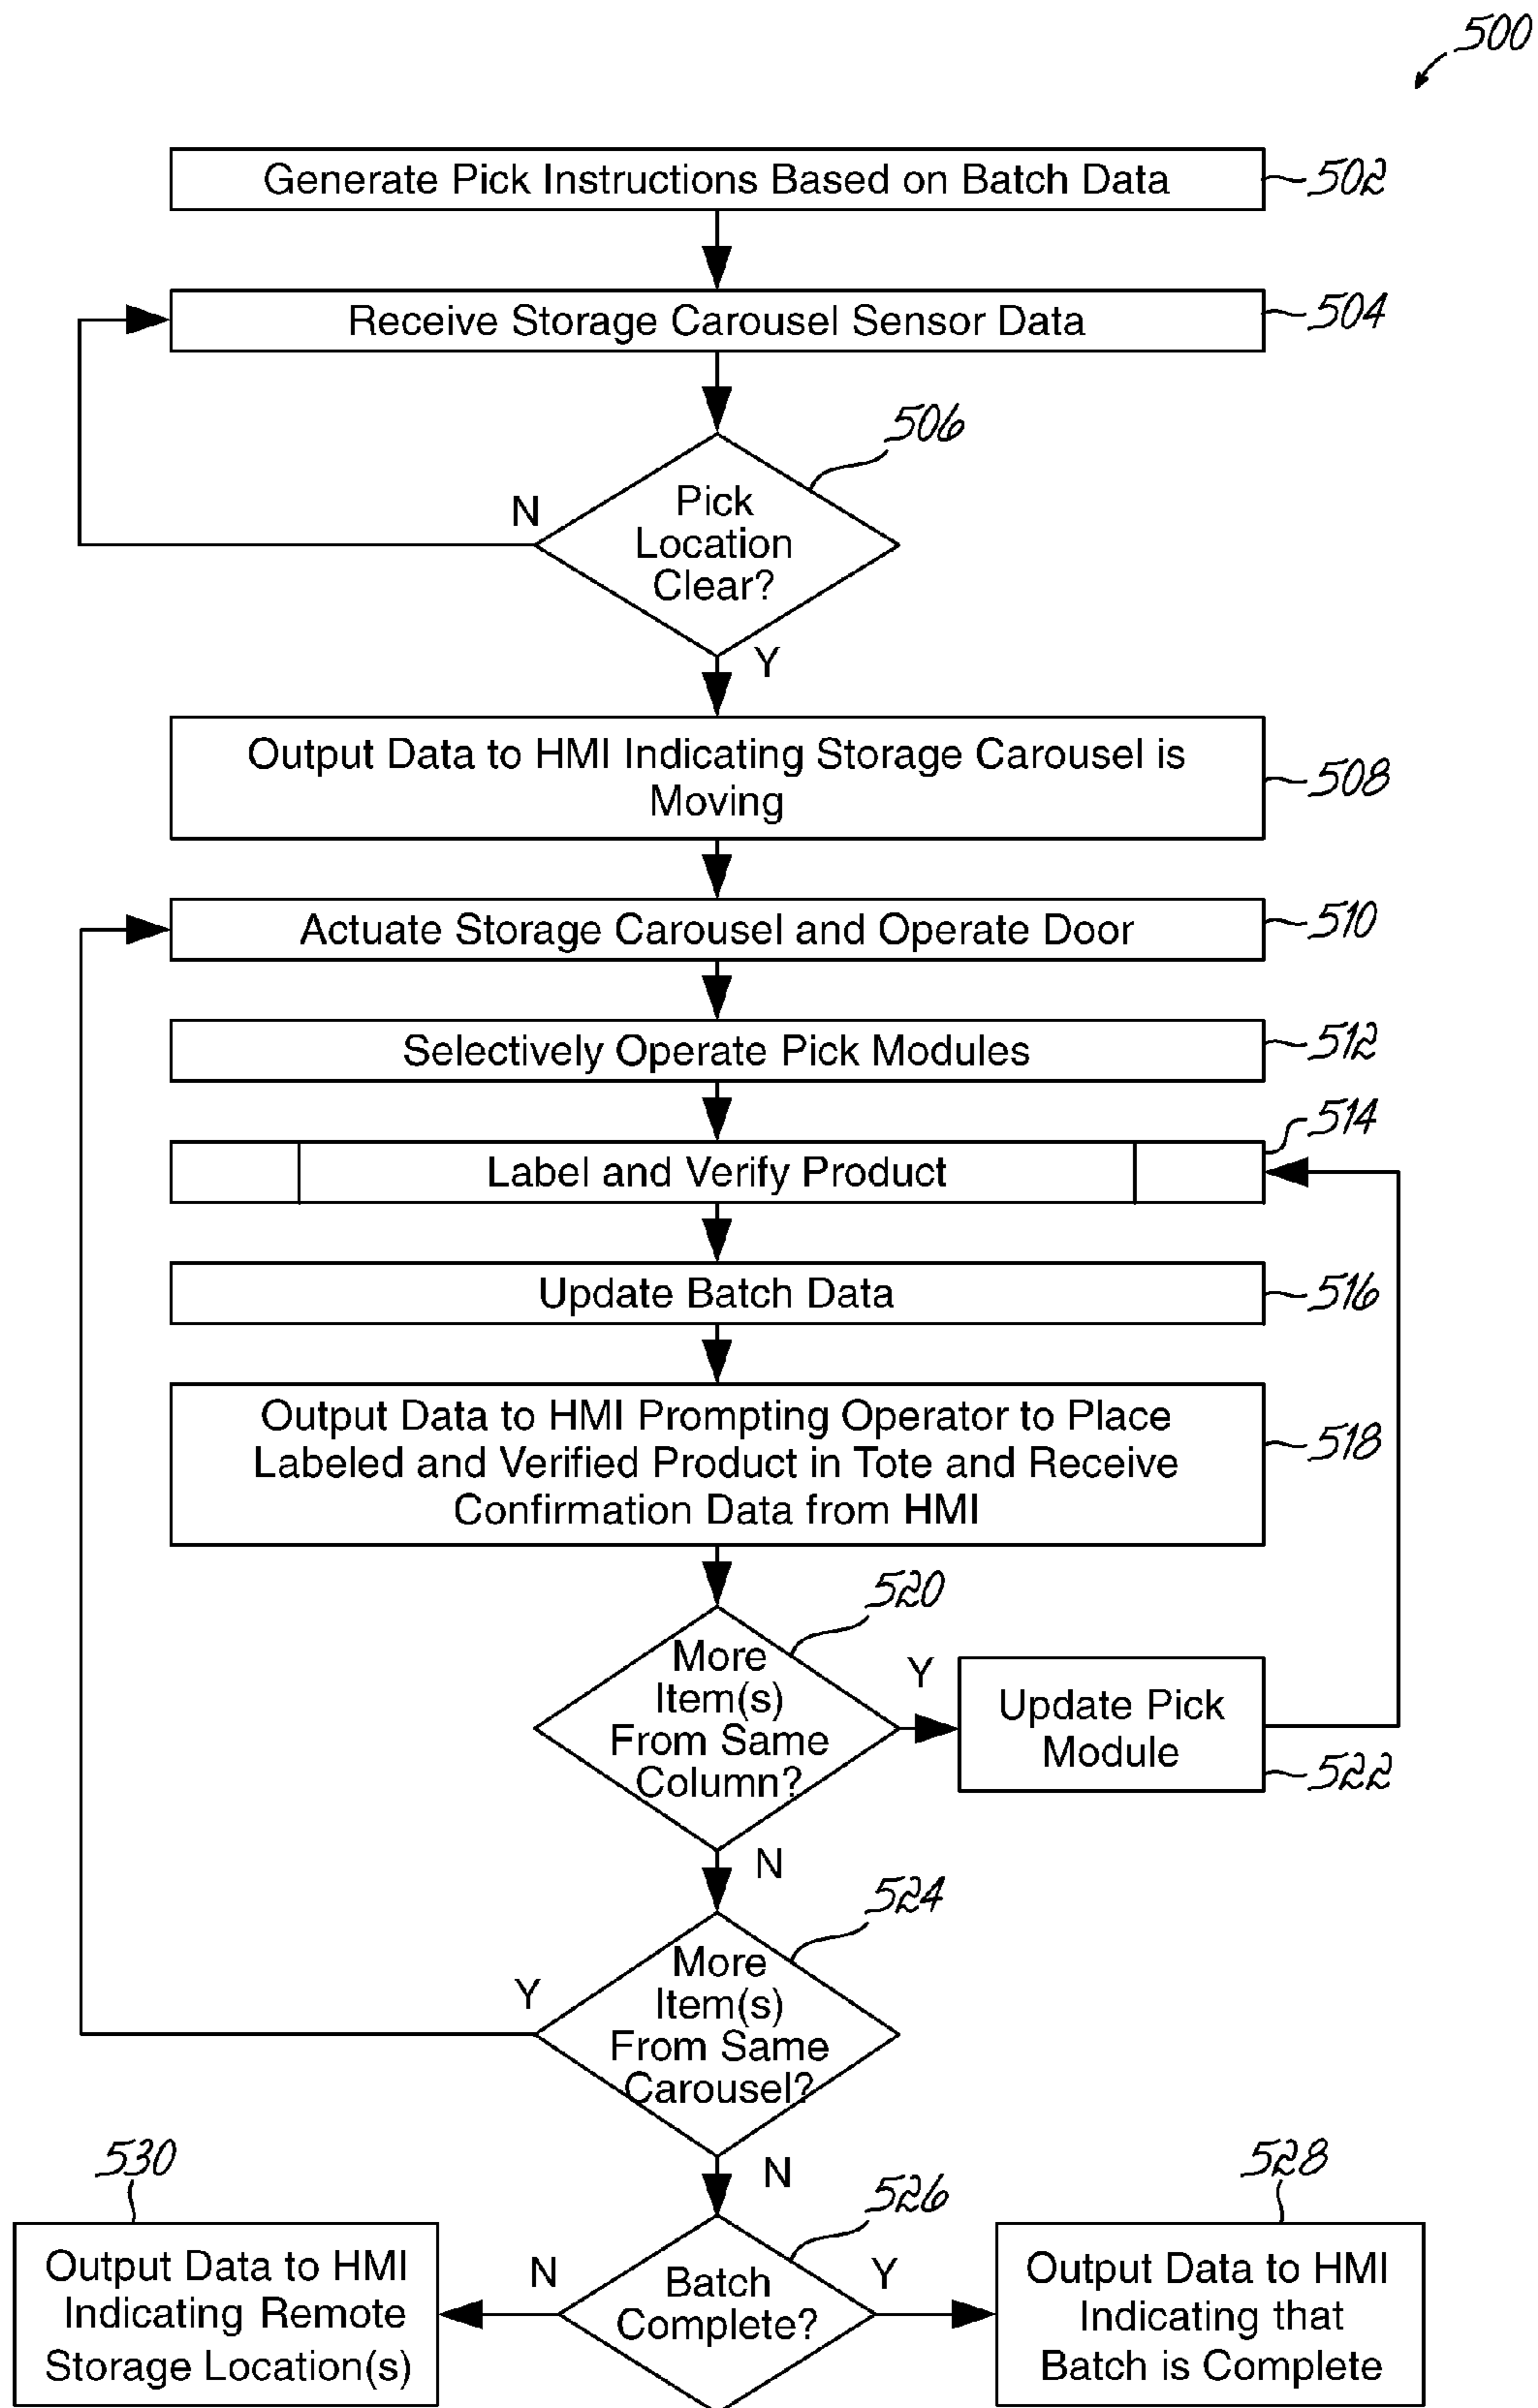 500
Generate Pick Instructions Based on Batch Data
502
Receive Storage Carousel Sensor Data
504
506
Pick
Location
Clear?
N
Y
Output Data to HMI Indicating Storage Carousel is
Moving
508
Actuate Storage Carousel and Operate Door
510
Selectively Operate Pick Modules
512
514
Label and Verify Product
Update Batch Data
516
Output Data to HMI Prompting Operator to Place
Labeled and Verified Product in Tote and Receive
Confirmation Data from HMI
518
520
More
Item(s)
From Same
Column?
Y
Update Pick
Module
522
N
524
More
Item(s)
From Same
Carousel?
Y
N
526
Batch
Complete?
N
Y
530
Output Data to HMI
Indicating Remote
Storage Location(s)
528
Output Data to HMI
Indicating that
Batch is Complete